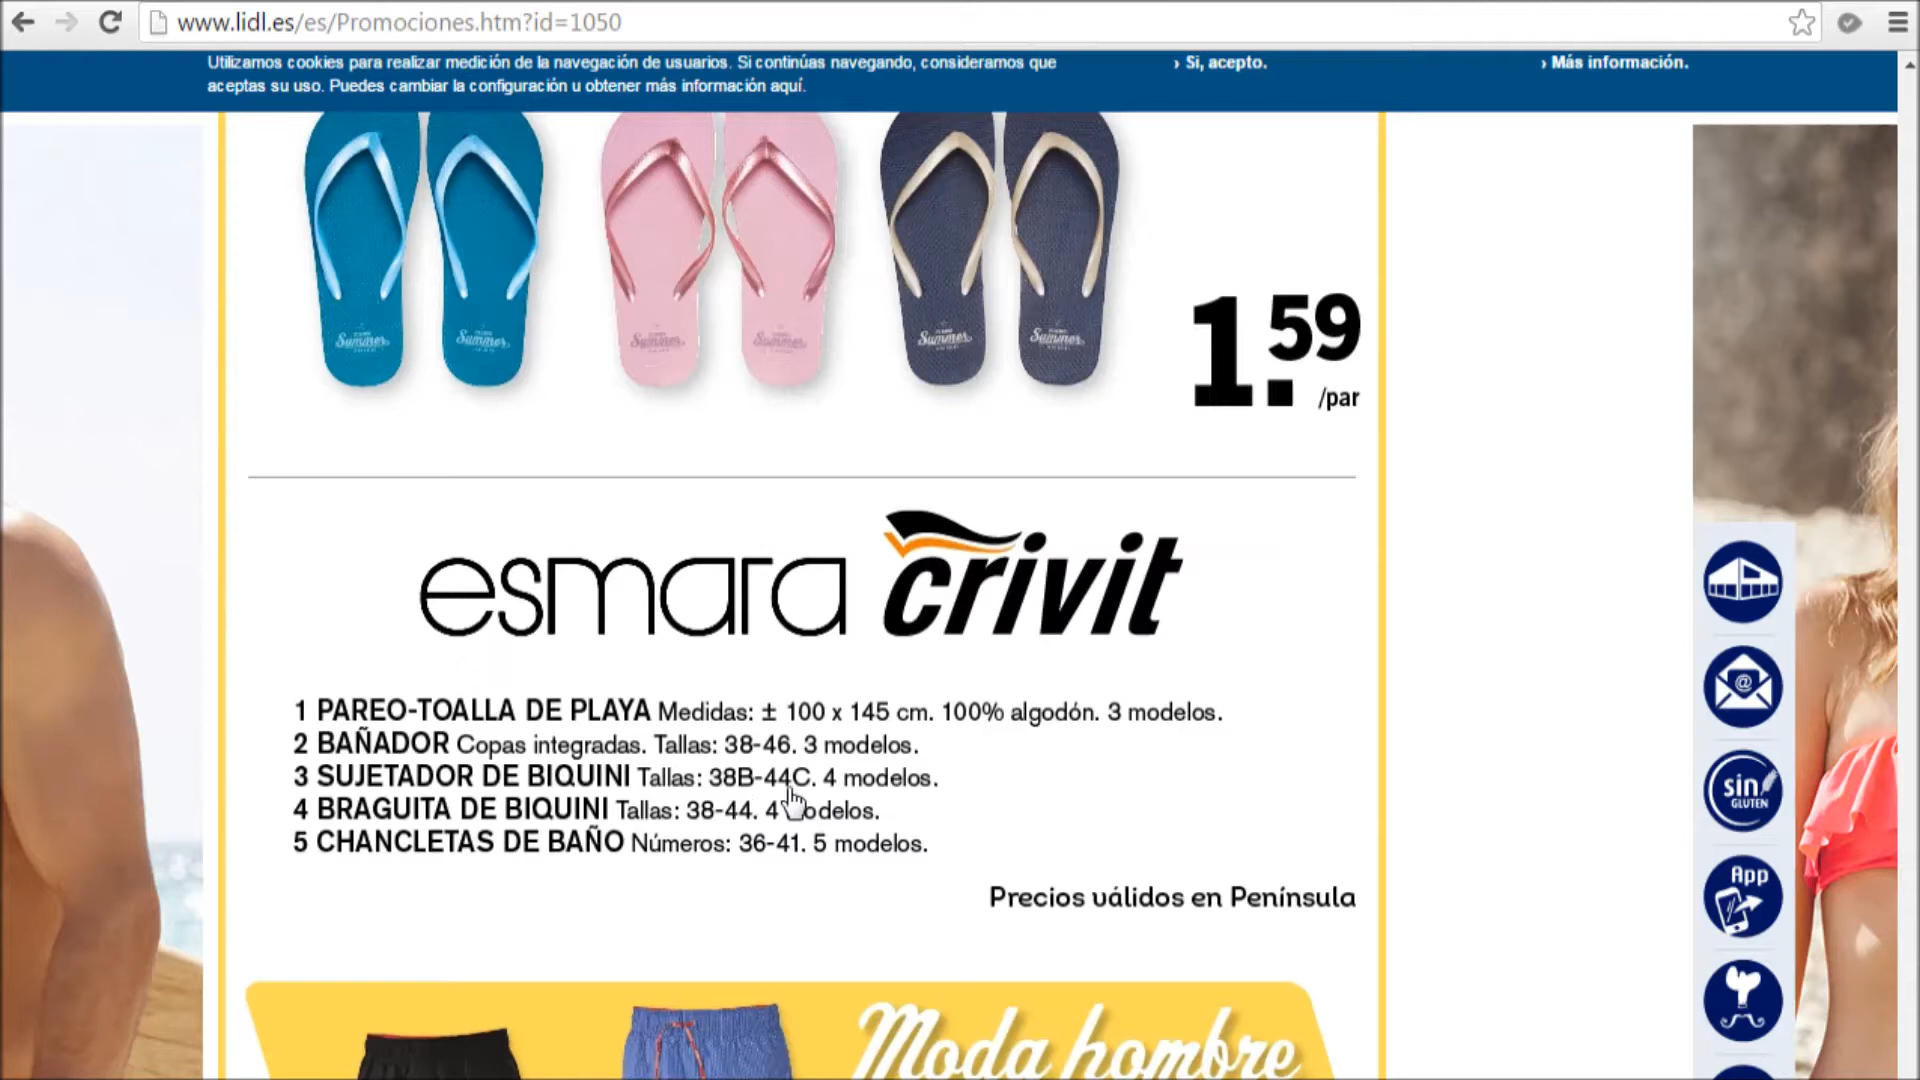 www.lidl.es/es/Promociones.htm?id=1050
Utilizamos cookies para realizar medición de la navegación de usuarios. Si continúas navegando, consideramos que
aceptas su uso. Puedes cambiar la configuración u obtener más información aquí.
› Si, acepto.
› Más información.
Summer
Summer
Summer
Summer
Summer
Summer
1.59
/par
esmara crivit
1 PAREO-TOALLA DE PLAYA Medidas: ± 100 x 145 cm. 100% algodón. 3 modelos.
2 BAÑADOR Copas integradas. Tallas: 38-46. 3 modelos.
3 SUJETADOR DE BIQUINI Tallas: 38B-44C. 4 modelos.
4 BRAGUITA DE BIQUINI Tallas: 38-44. 4 modelos.
5 CHANCLETAS DE BAÑO Números: 36-41. 5 modelos.
Precios válidos en Península
Moda hombre
@
sin
GLUTEN
App